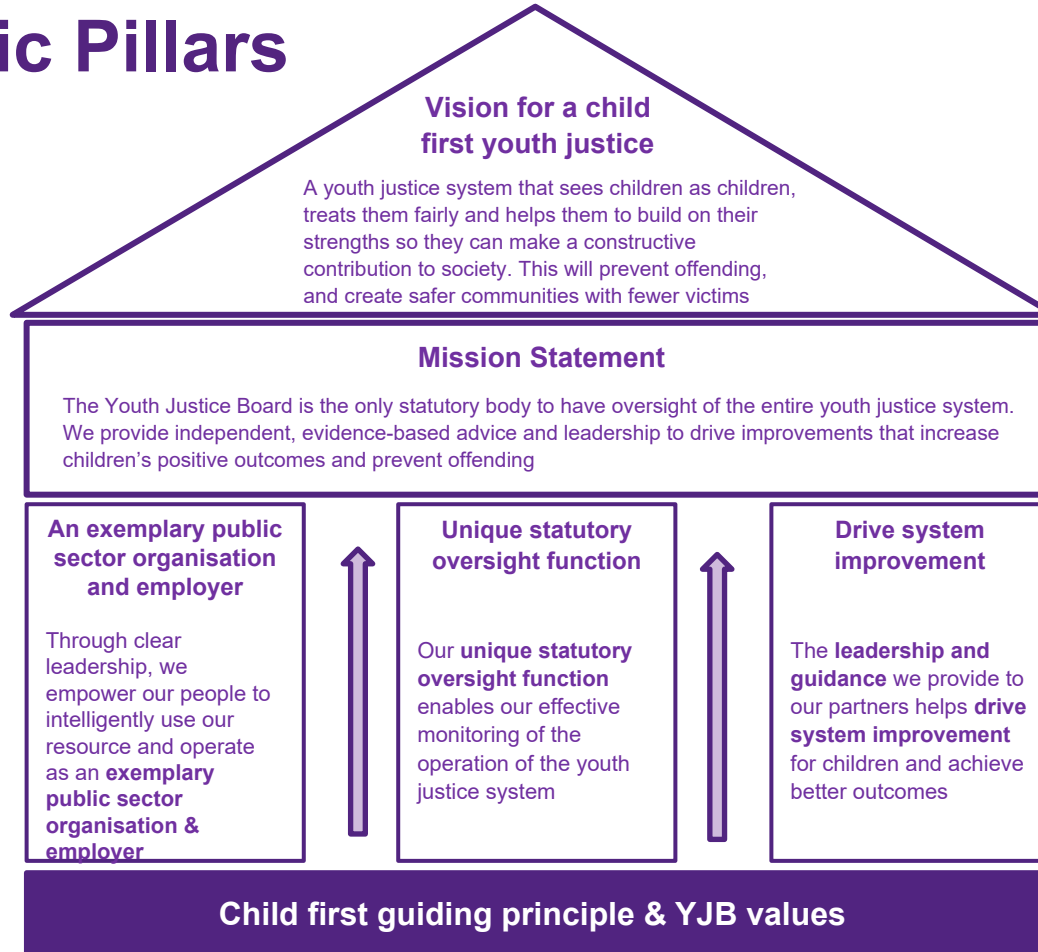 ic Pillars
Vision for a child
first youth justice
A youth justice system that sees children as children,
treats them fairly and helps them to build on their
strengths so they can make a constructive
contribution to society. This will prevent offending,
and create safer communities with fewer victims
Mission Statement
The Youth Justice Board is the only statutory body to have oversight of the entire youth justice system.
We provide independent, evidence-based advice and leadership to drive improvements that increase
children’s positive outcomes and prevent offending
An exemplary public
sector organisation
and employer
Through clear
leadership, we
empower our people to
intelligently use our
resource and operate
as an exemplary
public sector
organisation &
employer
Unique statutory
oversight function
Our unique statutory
oversight function
enables our effective
monitoring of the
operation of the youth
justice system
Drive system
improvement
The leadership and
guidance we provide to
our partners helps drive
system improvement
for children and achieve
better outcomes
Child first guiding principle & YJB values